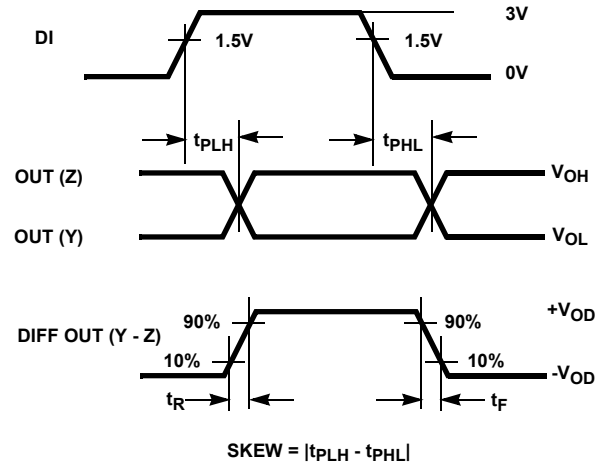 3V
DI
1.5V
1.5V
0V
tPLH
tPHL
OUT (Z)
VOH
OUT (Y)
VOL
+VOD
90%
90%
DIFF OUT (Y - Z)
10%
10%
-VOD
tR
tF
SKEW = |tPLH - tPHL|